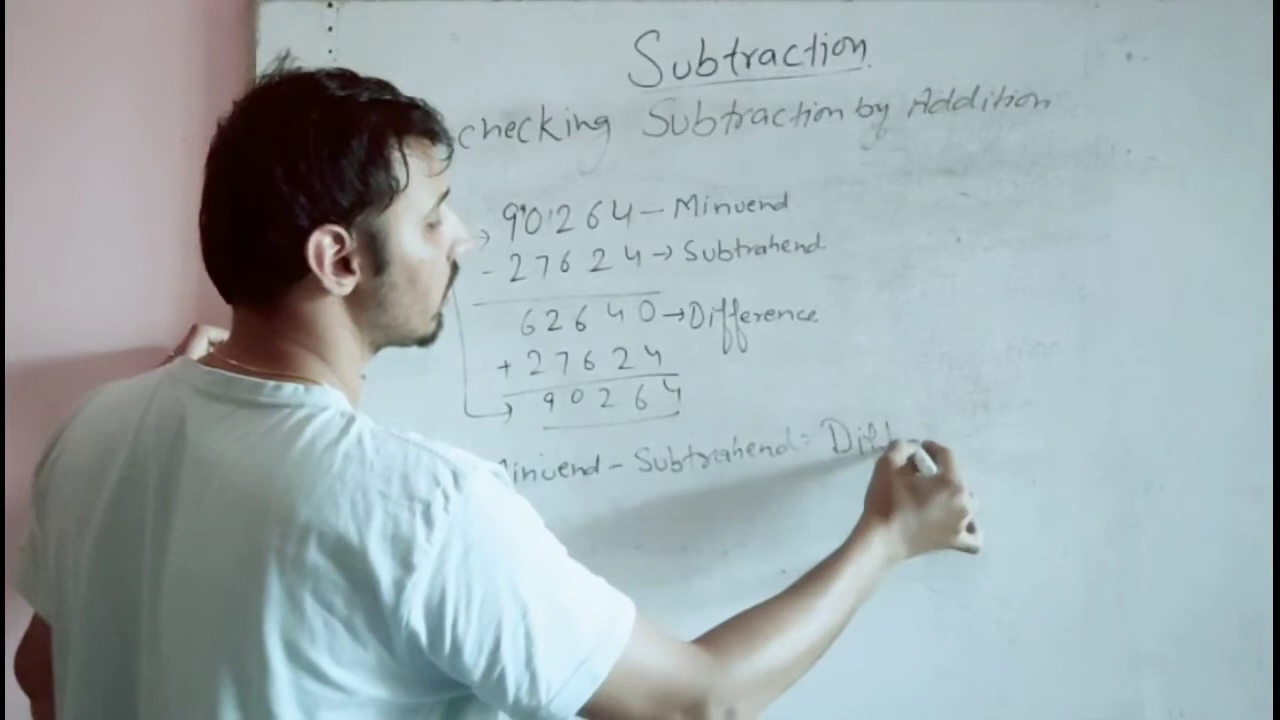 Subtraction
checking Subtraction by Addition
90264 - Minuend
- 27624 → Subtrahend
62640 → Difference
+ 27624
90264
Minuend - Subtrahend = Diff